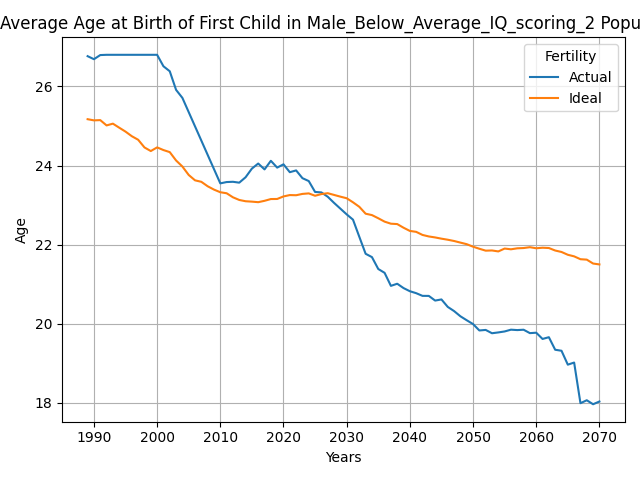 Average Age at Birth of First Child in Male_Below_Average_IQ_scoring_2 Popu
Fertility
Actual
Ideal
Age
26
24
22
20
18
1990 2000 2010 2020 2030 2040 2050 2060 2070
Years